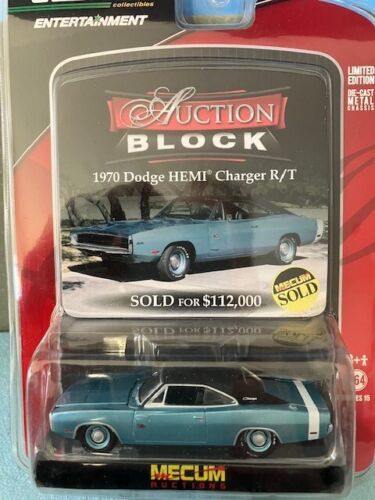 collectibles
ENTERTAINMENT
LIMITED
EDITION
DIE-CAST
METAL
CHASSIS
AUCTION
BLOCK
1970 Dodge HEMI® Charger R/T
MECUM
SOLD
SOLD FOR $112,000
64
MECUM
AUCTIONS